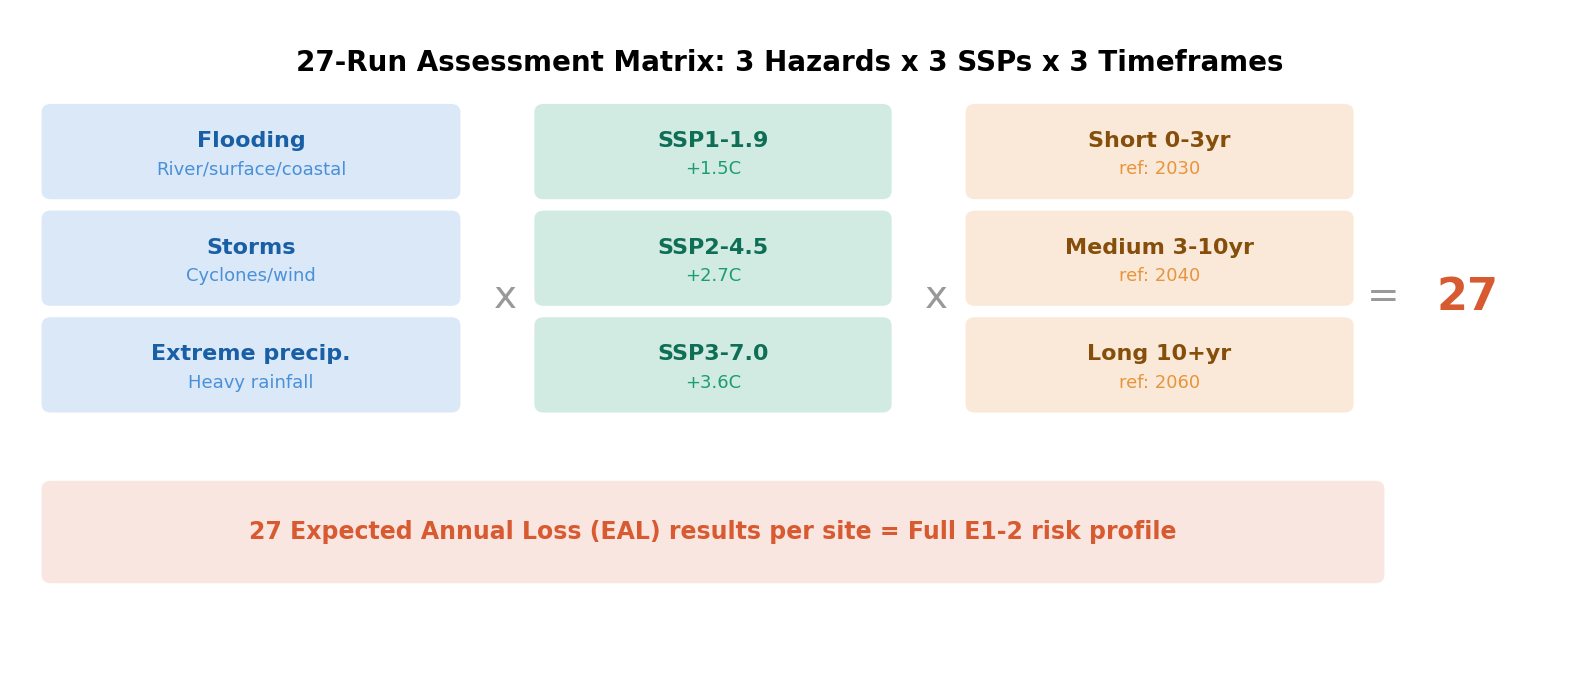 27-Run Assessment Matrix: 3 Hazards x 3 SSPs x 3 Timeframes
Flooding
River/surface/coastal
Storms
Cyclones/wind
Extreme precip.
Heavy rainfall
x
SSP1-1.9
+1.5C
SSP2-4.5
+2.7C
SSP3-7.0
+3.6C
x
Short 0-3yr
ref: 2030
Medium 3-10yr
ref: 2040
Long 10+yr
ref: 2060
=
27
27 Expected Annual Loss (EAL) results per site = Full E1-2 risk profile